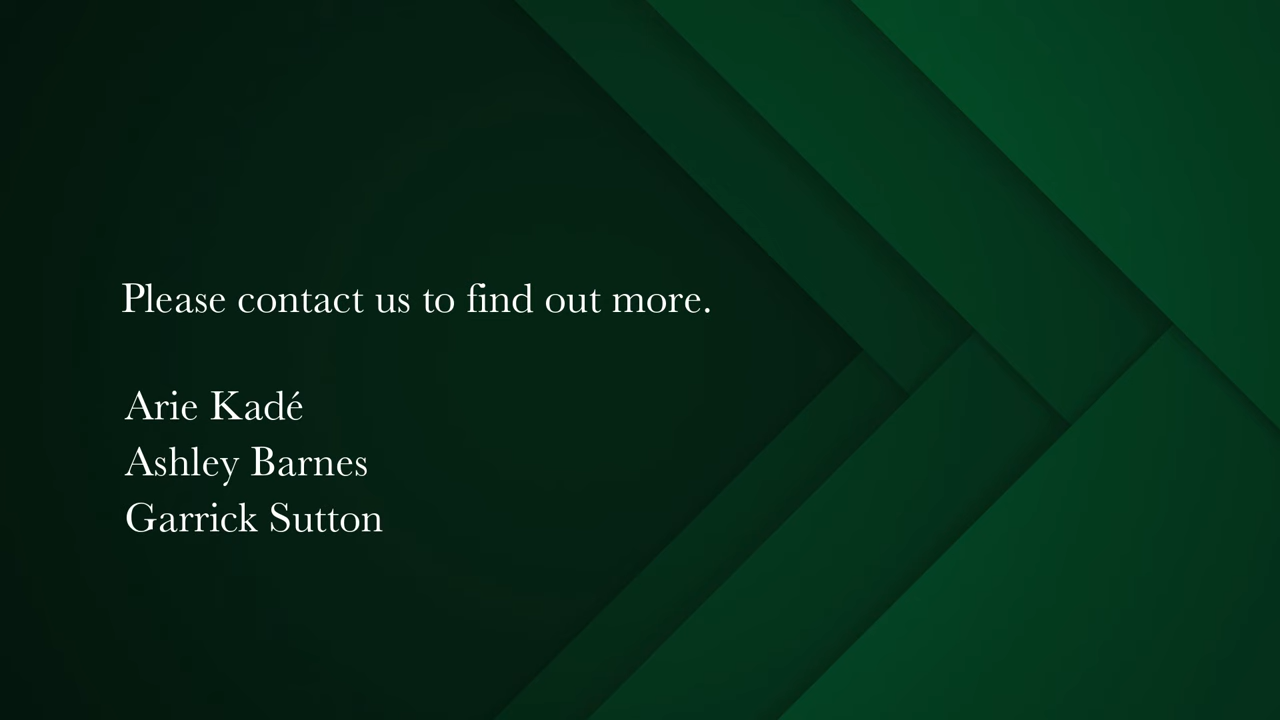 Please contact us to find out more.
Arie Kadé
Ashley Barnes
Garrick Sutton